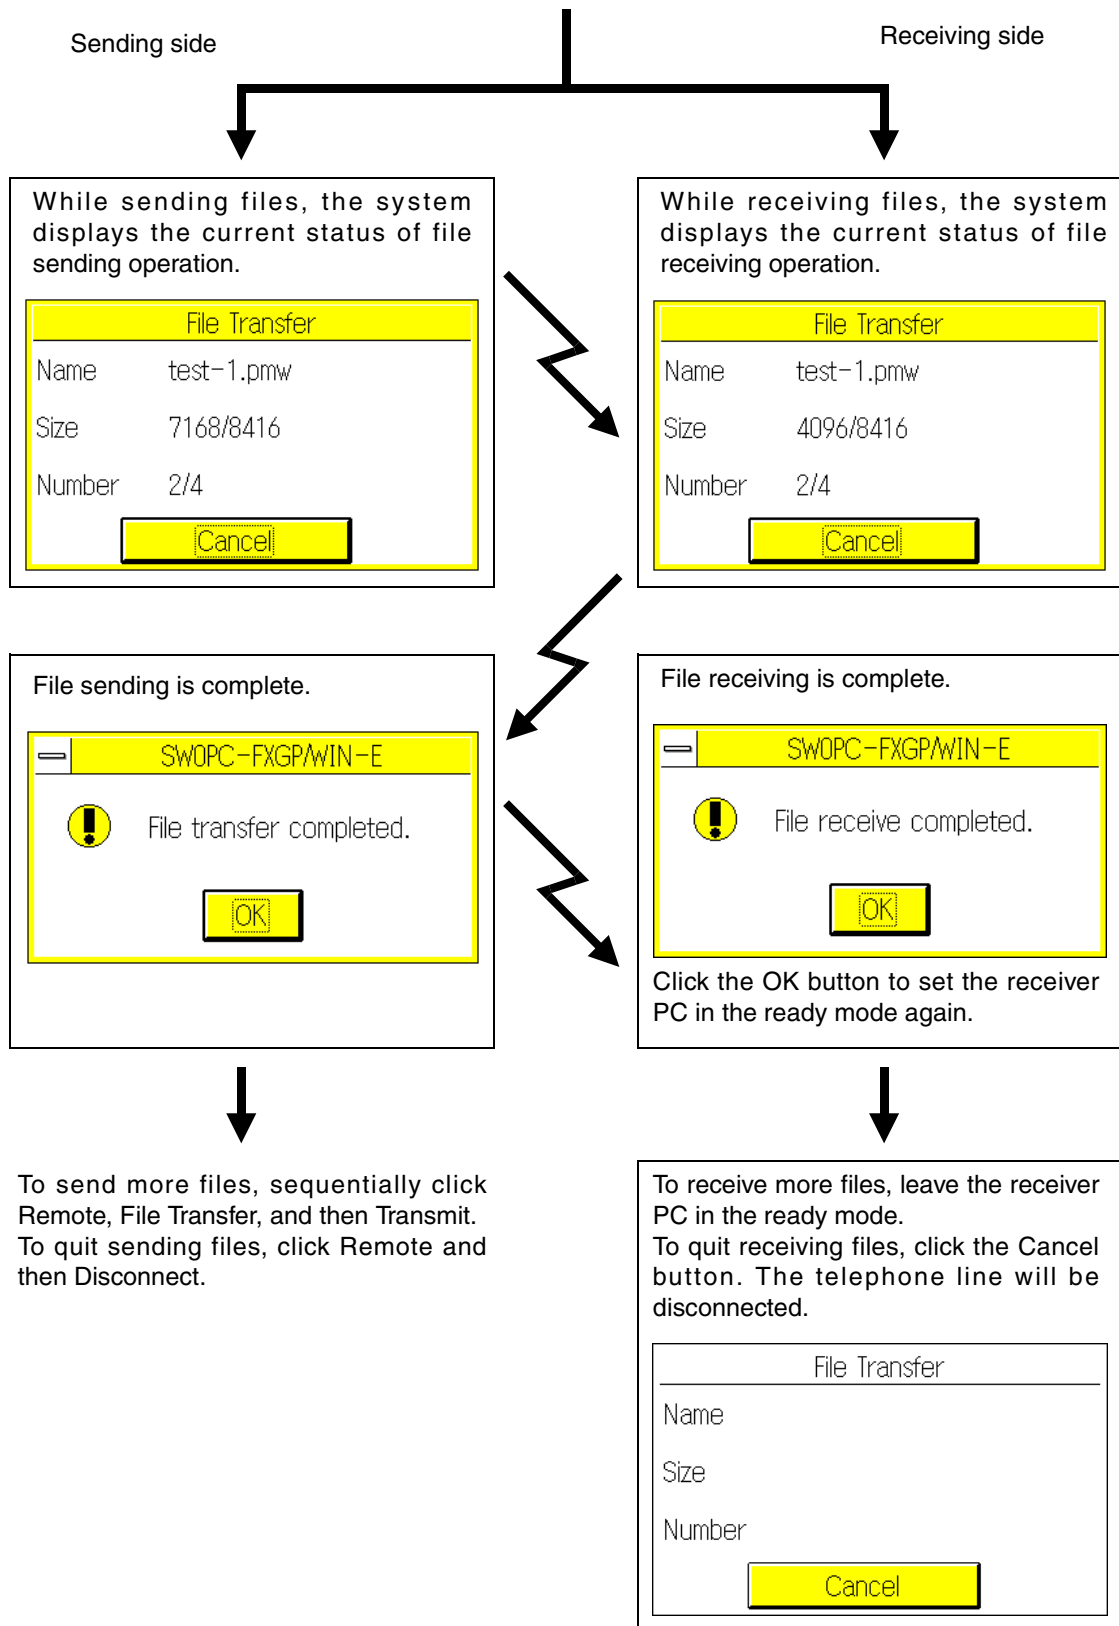 Sending side
Receiving side
While sending files, the system
displays the current status of file
sending operation.
File Transfer
Name test-1.pmw
Size 7168/8416
Number 2/4
Cancel
While receiving files, the system
displays the current status of file
receiving operation.
File Transfer
Name test-1.pmw
Size 4096/8416
Number 2/4
Cancel
File sending is complete.
SW0PC-FXGP/WIN-E
File transfer completed.
OK
File receiving is complete.
SW0PC-FXGP/WIN-E
File receive completed.
OK
Click the OK button to set the receiver
PC in the ready mode again.
To send more files, sequentially click
Remote, File Transfer, and then Transmit.
To quit sending files, click Remote and
then Disconnect.
To receive more files, leave the receiver
PC in the ready mode.
To quit receiving files, click the Cancel
button. The telephone line will be
disconnected.
File Transfer
Name
Size
Number
Cancel